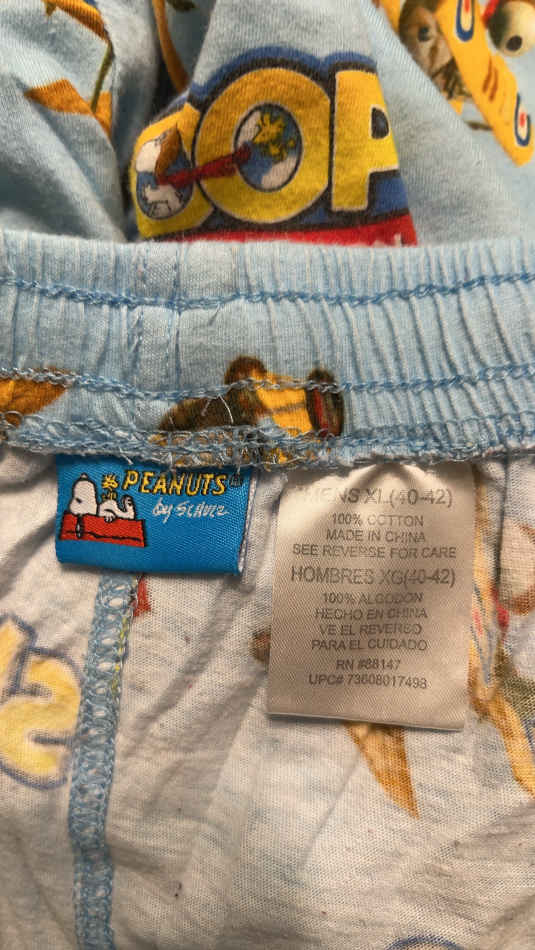 OOP
PEANUTS
by SCHULZ
MENS XL (40-42)
100% COTTON
MADE IN CHINA
SEE REVERSE FOR CARE
HOMBRES XG(40-42)
100% ALGODON
HECHO EN CHINA
VE EL REVERSO
PARA EL CUIDADO
RN #88147
UPC# 73608017498